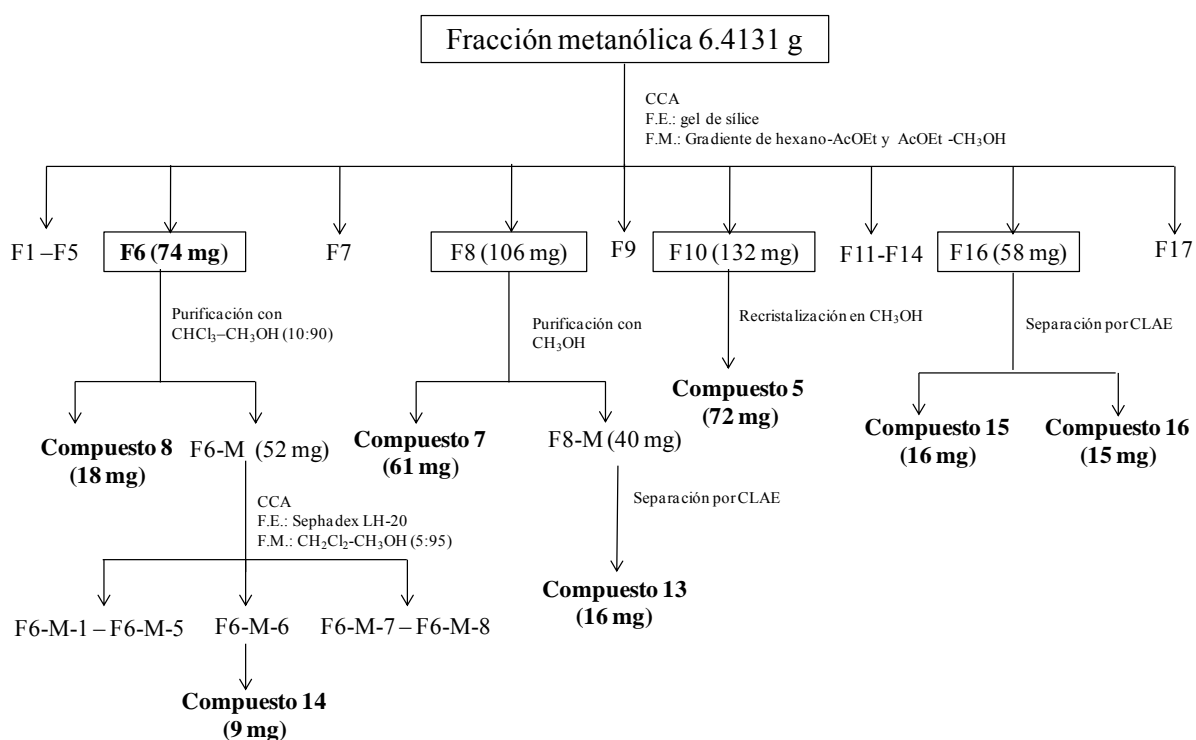 Fracción metanólica 6.4131 g
CCA
F.E.: gel de sílice
F.M.: Gradiente de hexano-AcOEt y AcOEt -CH₃OH
F1 –F5
F6 (74 mg)
F7
F8 (106 mg)
F9
F10 (132 mg)
F11-F14
F16 (58 mg)
F17
Purificación con
CHCl₃–CH₃OH (10:90)
Purificación con
CH₃OH
Recristalización en CH₃OH
Separación por CLAE
Compuesto 8
(18 mg)
F6-M (52 mg)
Compuesto 7
(61 mg)
F8-M (40 mg)
Compuesto 5
(72 mg)
Compuesto 15
(16 mg)
Compuesto 16
(15 mg)
CCA
F.E.: Sephadex LH-20
F.M.: CH₂Cl₂-CH₃OH (5:95)
Separación por CLAE
F6-M-1 – F6-M-5
F6-M-6
F6-M-7 – F6-M-8
Compuesto 13
(16 mg)
Compuesto 14
(9 mg)